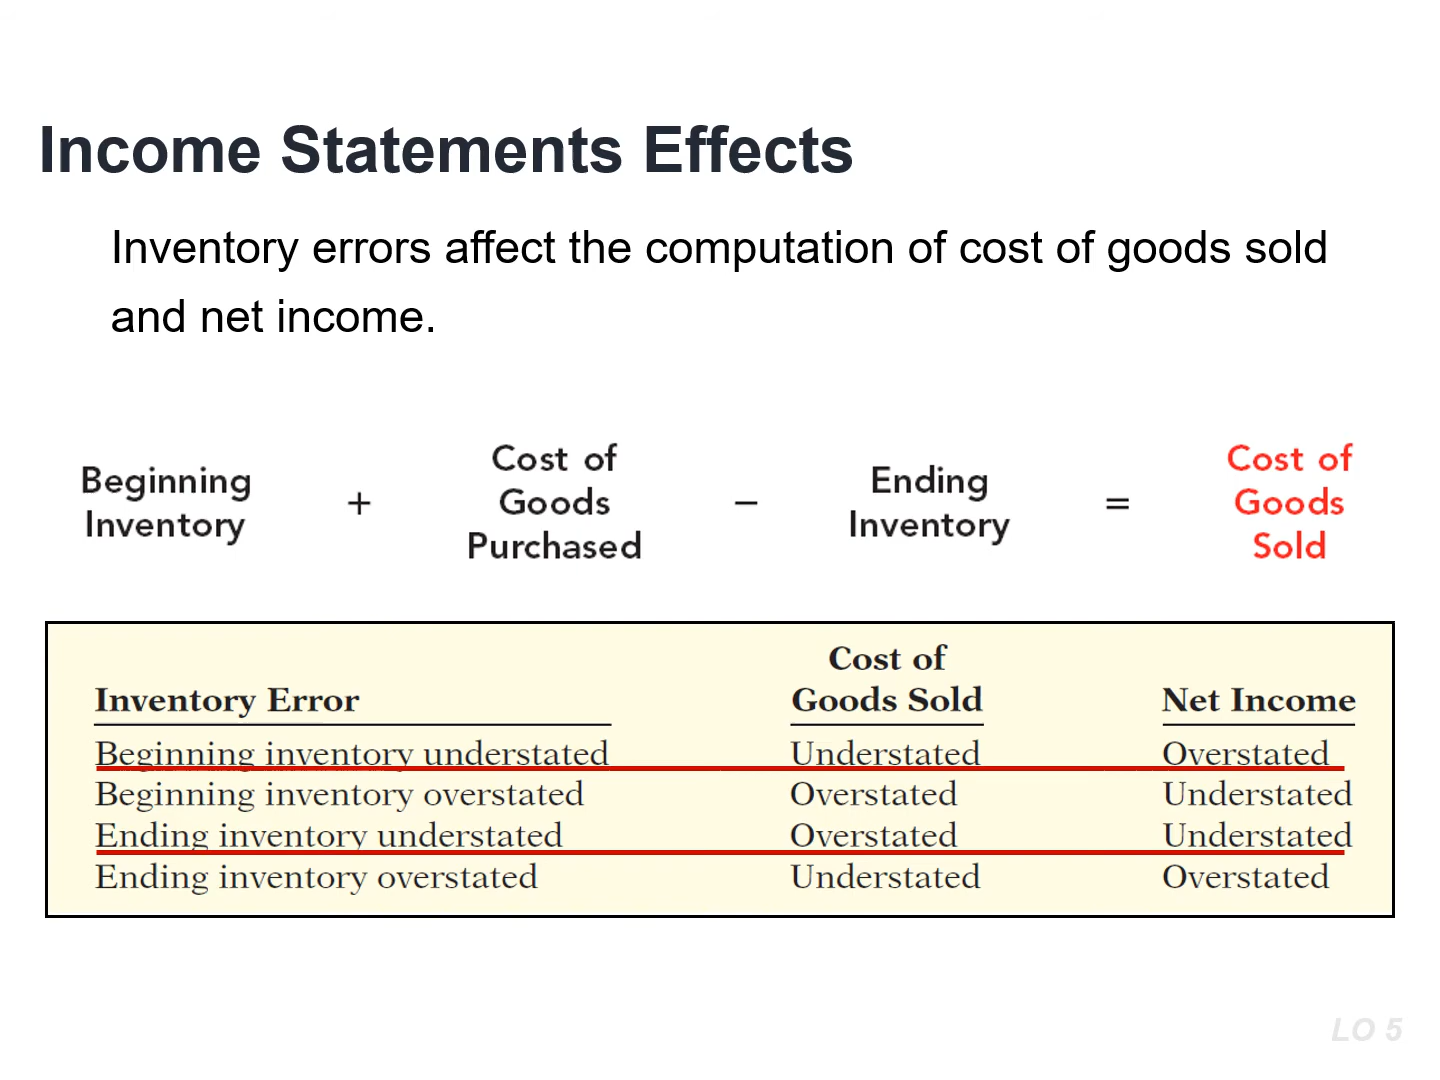 Income Statements Effects
Inventory errors affect the computation of cost of goods sold
and net income.
Beginning Inventory + Cost of Goods Purchased − Ending Inventory = Cost of Goods Sold
Inventory Error Cost of Goods Sold Net Income
Beginning inventory understated Understated Overstated
Beginning inventory overstated Overstated Understated
Ending inventory understated Overstated Understated
Ending inventory overstated Understated Overstated
LO 5